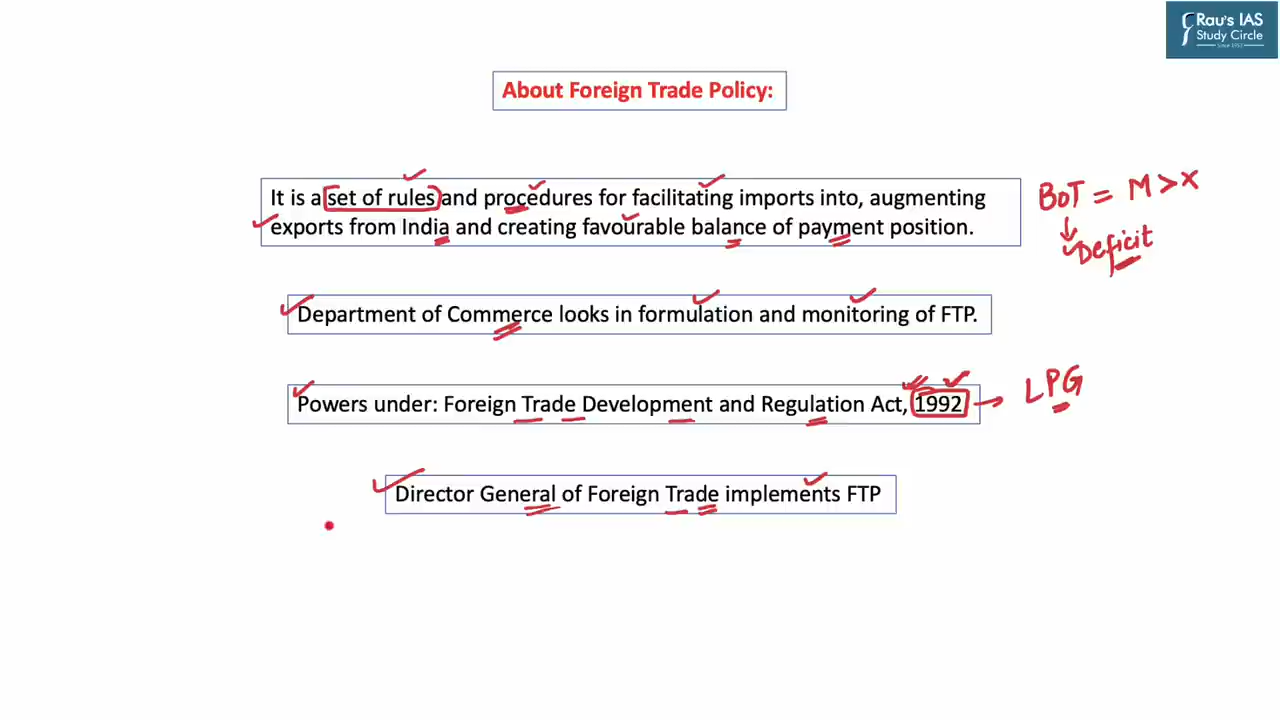 Rau's IAS
Study Circle
Since 1953
About Foreign Trade Policy:
It is a set of rules and procedures for facilitating imports into, augmenting
exports from India and creating favourable balance of payment position.
BoT = M > X
Deficit
Department of Commerce looks in formulation and monitoring of FTP.
Powers under: Foreign Trade Development and Regulation Act, 1992
LPG
Director General of Foreign Trade implements FTP